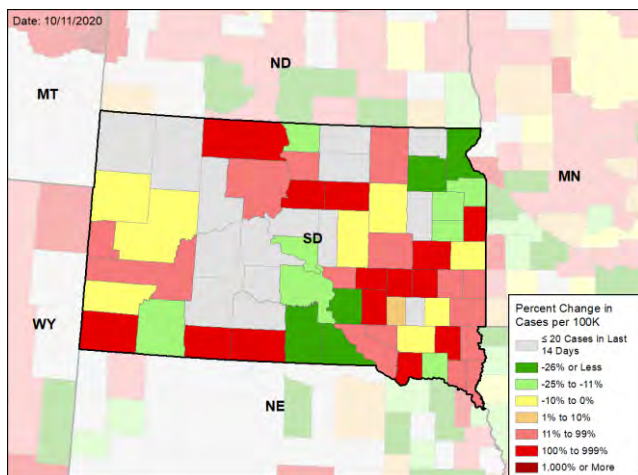 Date: 10/11/2020
ND
MT
MN
SD
WY
NE
Percent Change in
Cases per 100K
≤ 20 Cases in Last
14 Days
-26% or Less
-25% to -11%
-10% to 0%
1% to 10%
11% to 99%
100% to 999%
1,000% or More